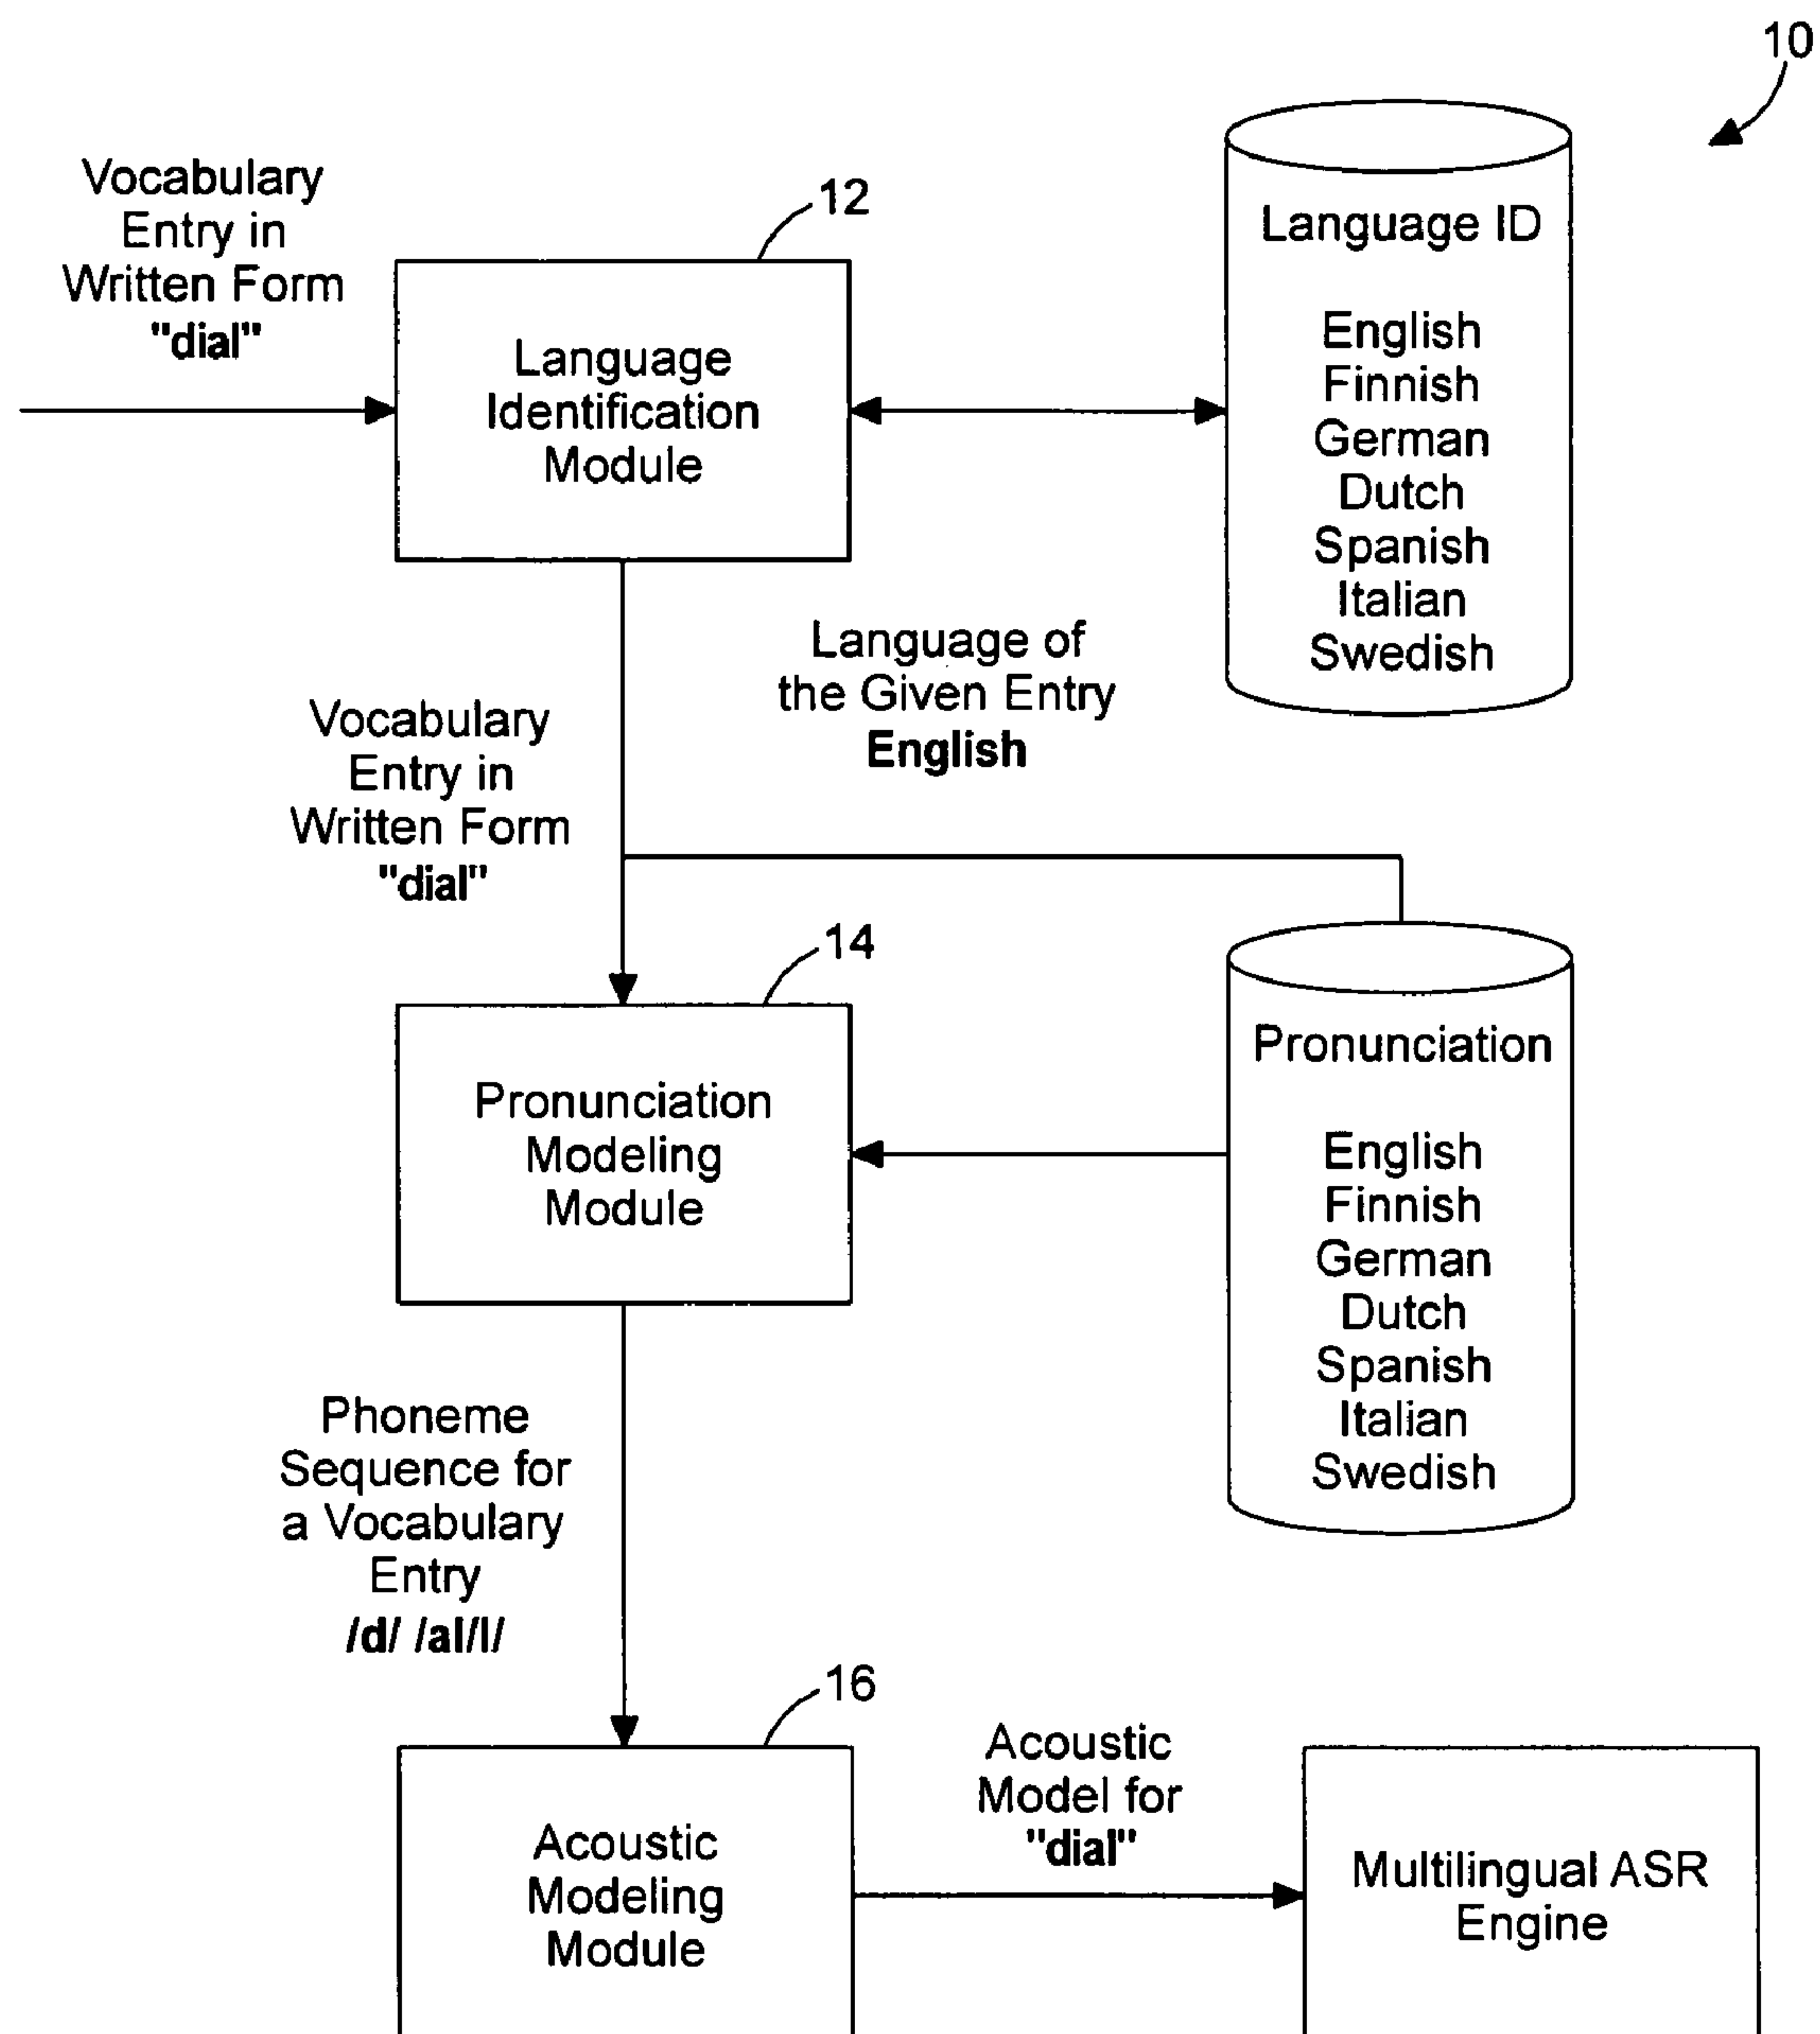 10
Vocabulary
Entry in
Written Form
"dial"
12
Language
Identification
Module
Language ID
English
Finnish
German
Dutch
Spanish
Italian
Swedish
Language of
the Given Entry
English
Vocabulary
Entry in
Written Form
"dial"
14
Pronunciation
Modeling
Module
Pronunciation
English
Finnish
German
Dutch
Spanish
Italian
Swedish
Phoneme
Sequence for
a Vocabulary
Entry
/d/ /aI/l/
16
Acoustic
Modeling
Module
Acoustic
Model for
"dial"
Multilingual ASR
Engine